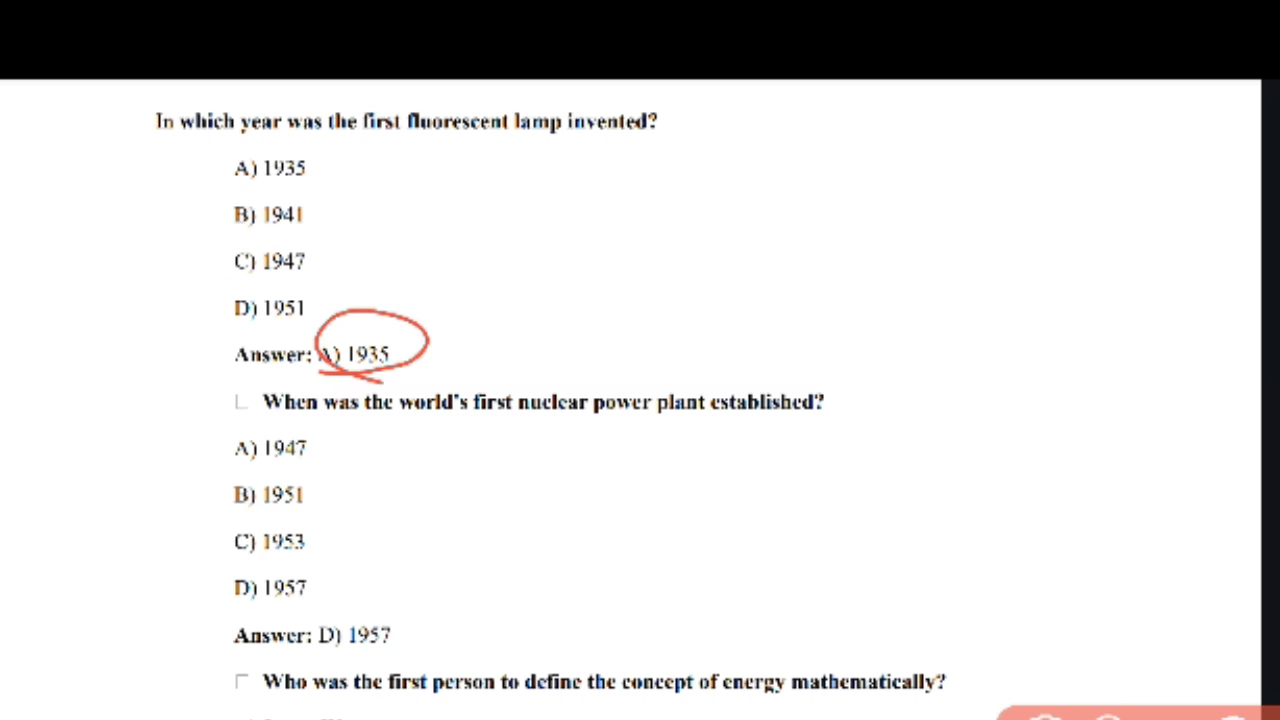 In which year was the first fluorescent lamp invented?
A) 1935
B) 1941
C) 1947
D) 1951
Answer: A) 1935
When was the world's first nuclear power plant established?
A) 1947
B) 1951
C) 1953
D) 1957
Answer: D) 1957
Who was the first person to define the concept of energy mathematically?